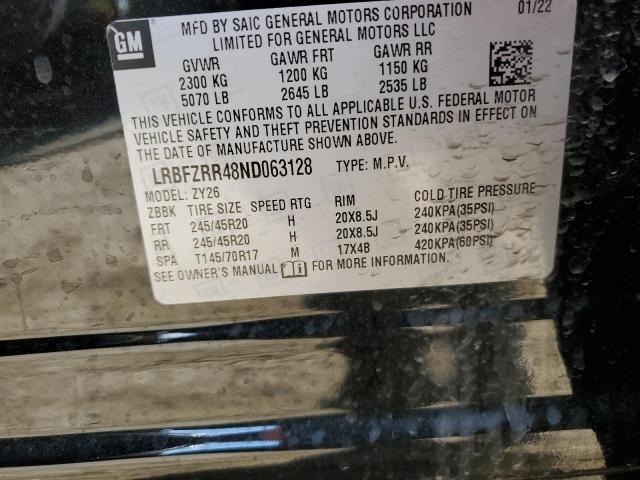 GM
MFD BY SAIC GENERAL MOTORS CORPORATION 01/22
LIMITED FOR GENERAL MOTORS LLC
GVWR GAWR FRT GAWR RR
2300 KG 1200 KG 1150 KG
5070 LB 2645 LB 2535 LB
THIS VEHICLE CONFORMS TO ALL APPLICABLE U.S. FEDERAL MOTOR
VEHICLE SAFETY AND THEFT PREVENTION STANDARDS IN EFFECT ON
THE DATE OF MANUFACTURE SHOWN ABOVE.
LRBFZRR48ND063128 TYPE: M.P.V.
MODEL: ZY26
ZBBK TIRE SIZE SPEED RTG RIM COLD TIRE PRESSURE
FRT 245/45R20 H 20X8.5J 240KPA(35PSI)
RR 245/45R20 H 20X8.5J 240KPA(35PSI)
SPA T145/70R17 M 17X4B 420KPA(60PSI)
SEE OWNER'S MANUAL FOR MORE INFORMATION.